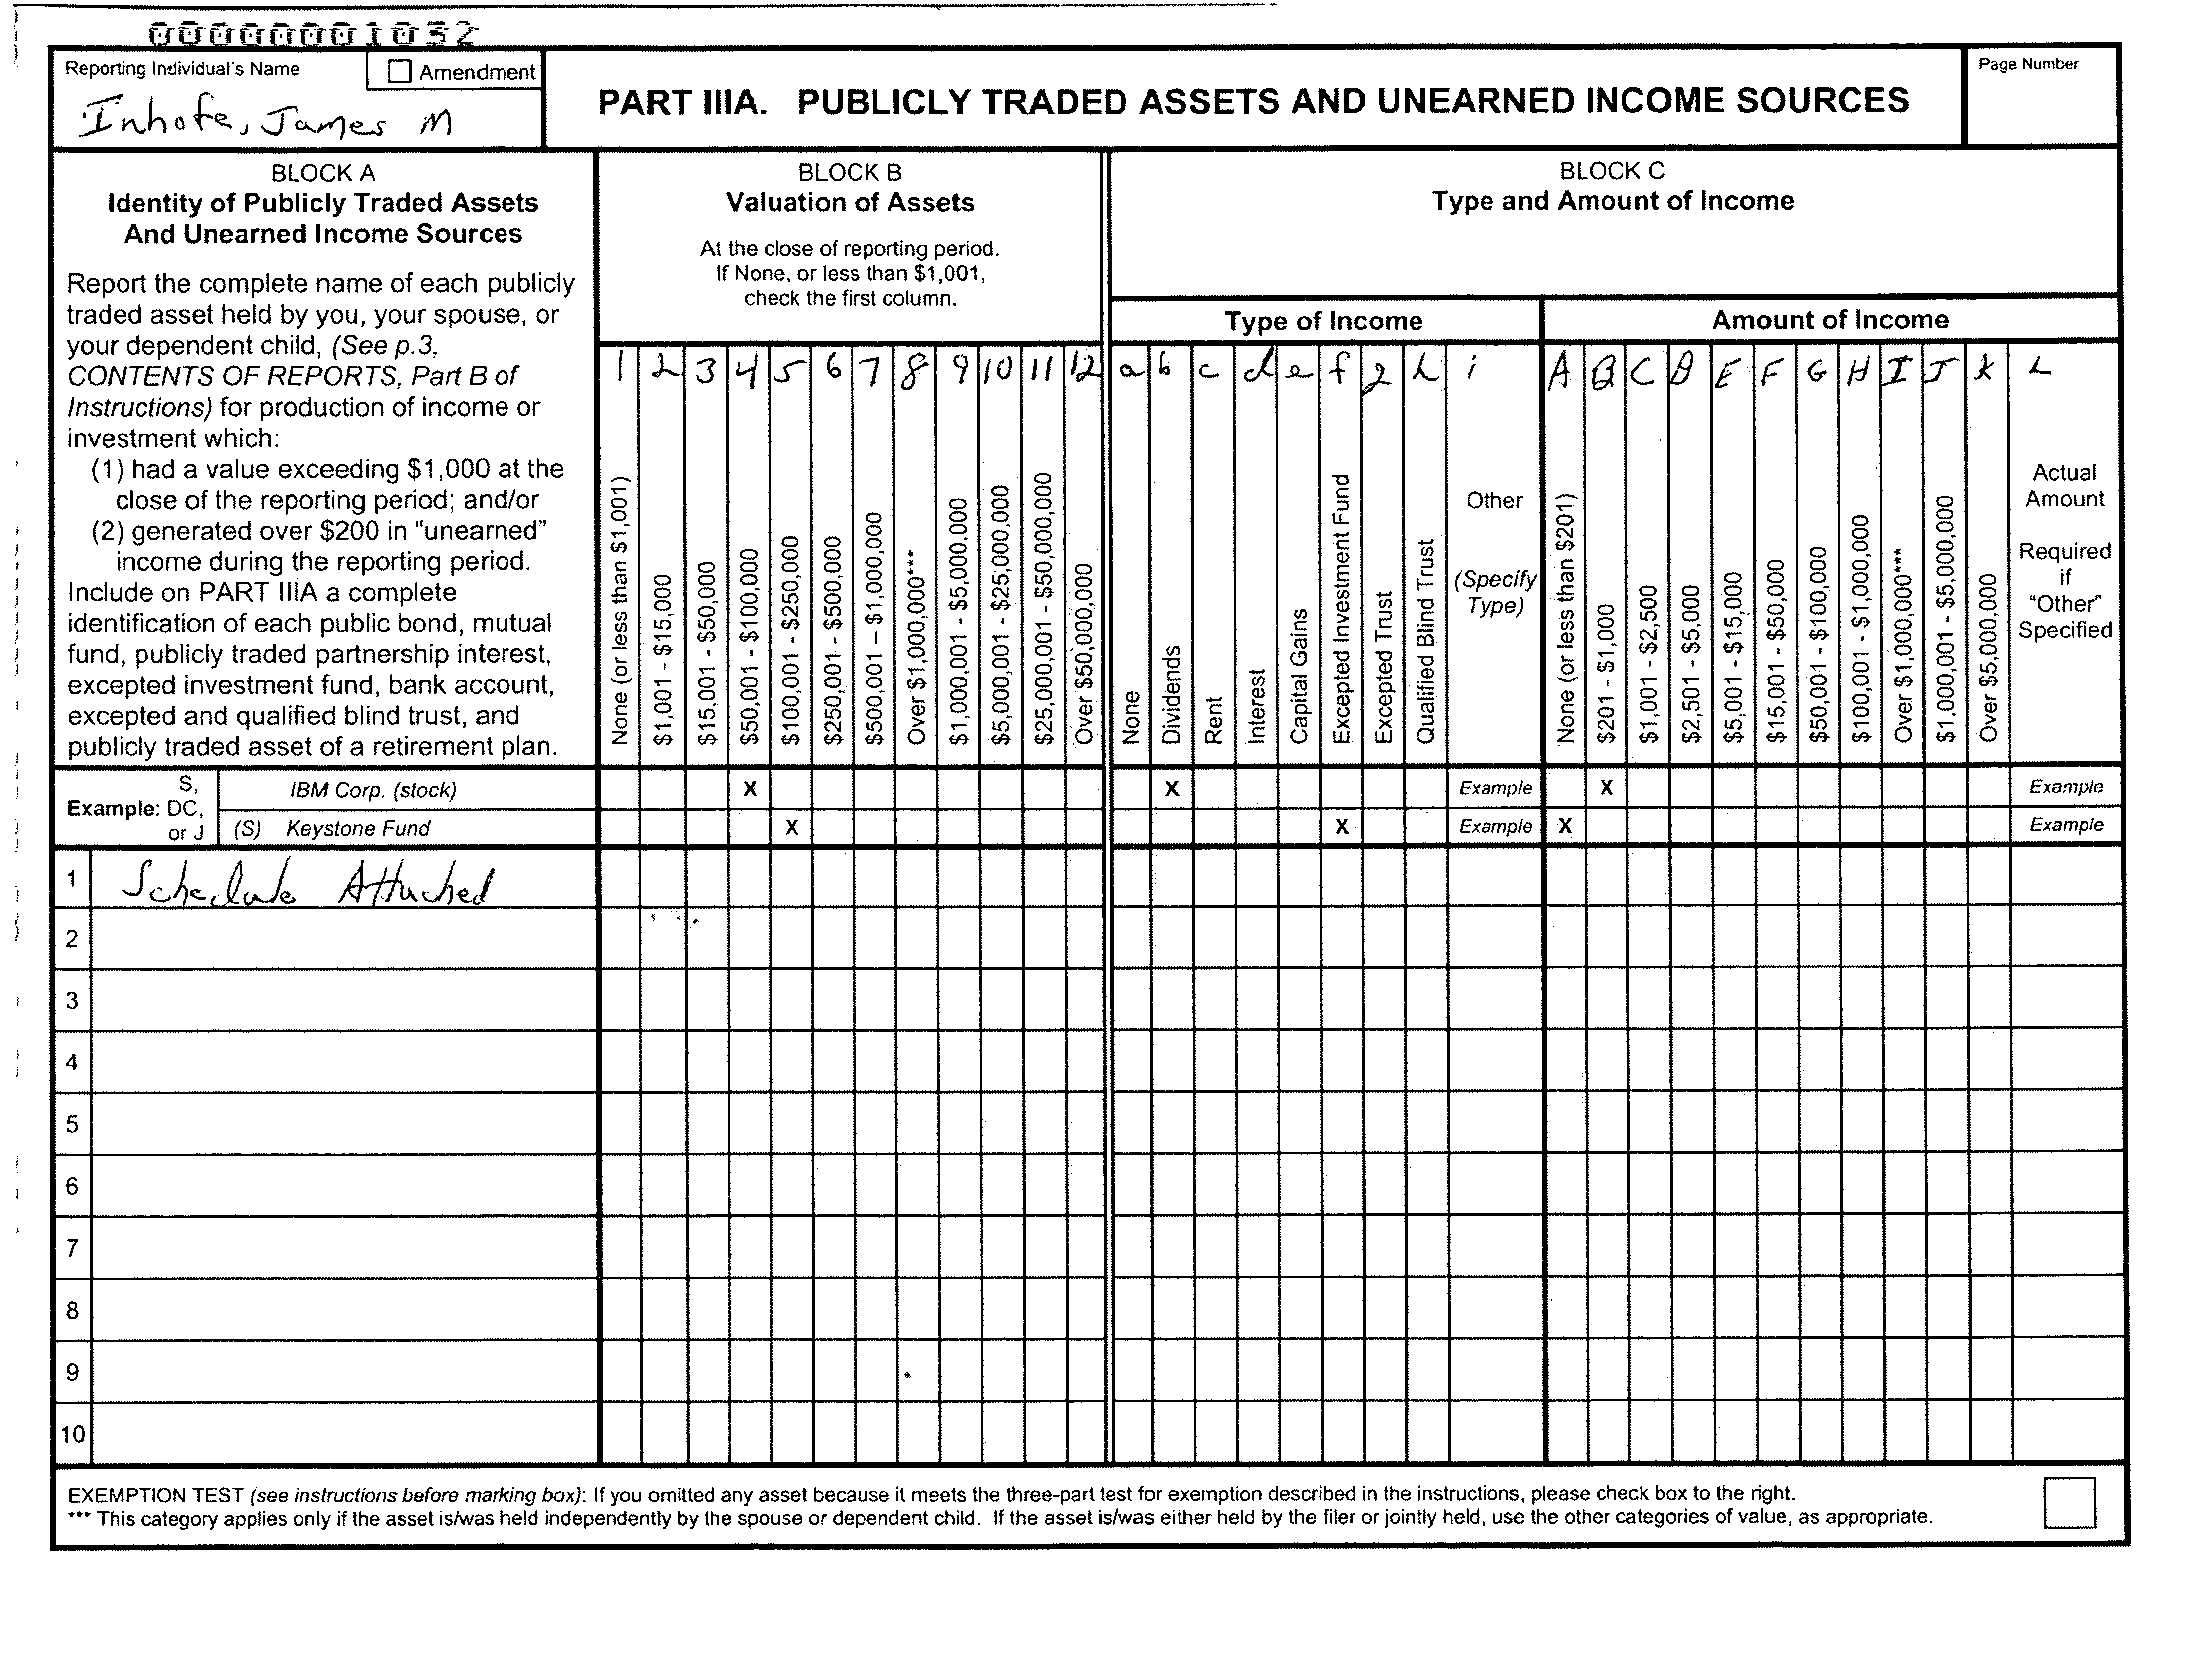 0000001032
Reporting Individual's Name
Amendment
Inhofe, James M
PART IIIA. PUBLICLY TRADED ASSETS AND UNEARNED INCOME SOURCES
Page Number
BLOCK A
Identity of Publicly Traded Assets
And Unearned Income Sources
Report the complete name of each publicly
traded asset held by you, your spouse, or
your dependent child, (See p.3,
CONTENTS OF REPORTS, Part B of
Instructions) for production of income or
investment which:
(1) had a value exceeding $1,000 at the
close of the reporting period; and/or
(2) generated over $200 in "unearned"
income during the reporting period.
Include on PART IIIA a complete
identification of each public bond, mutual
fund, publicly traded partnership interest,
excepted investment fund, bank account,
excepted and qualified blind trust, and
publicly traded asset of a retirement plan.
BLOCK B
Valuation of Assets
At the close of reporting period.
If None, or less than $1,001,
check the first column.
1 2 3 4 5 6 7 8 9 10 11 12
None (or less than $1,001)
$1,001 - $15,000
$15,001 - $50,000
$50,001 - $100,000
$100,001 - $250,000
$250,001 - $500,000
$500,001 – $1,000,000
Over $1,000,000***
$1,000,001 - $5,000,000
$5,000,001 - $25,000,000
$25,000,001 - $50,000,000
Over $50,000,000
BLOCK C
Type and Amount of Income
Type of Income
a b c d e f g h i
None
Dividends
Rent
Interest
Capital Gains
Excepted Investment Fund
Excepted Trust
Qualified Blind Trust
Other
(Specify
Type)
Amount of Income
A B C D E F G H I J K L
None (or less than $201)
$201 - $1,000
$1,001 - $2,500
$2,501 - $5,000
$5,001 - $15,000
$15,001 - $50,000
$50,001 - $100,000
$100,001 - $1,000,000
Over $1,000,000***
$1,000,001 - $5,000,000
Over $5,000,000
Actual
Amount
Required
if
"Other"
Specified
Example: S,
DC,
or J
IBM Corp. (stock) X X Example X Example
(S) Keystone Fund X X Example X Example
1 Schedule Attached
2
3
4
5
6
7
8
9
10
EXEMPTION TEST (see instructions before marking box): If you omitted any asset because it meets the three-part test for exemption described in the instructions, please check box to the right.
*** This category applies only if the asset is/was held independently by the spouse or dependent child. If the asset is/was either held by the filer or jointly held, use the other categories of value, as appropriate.